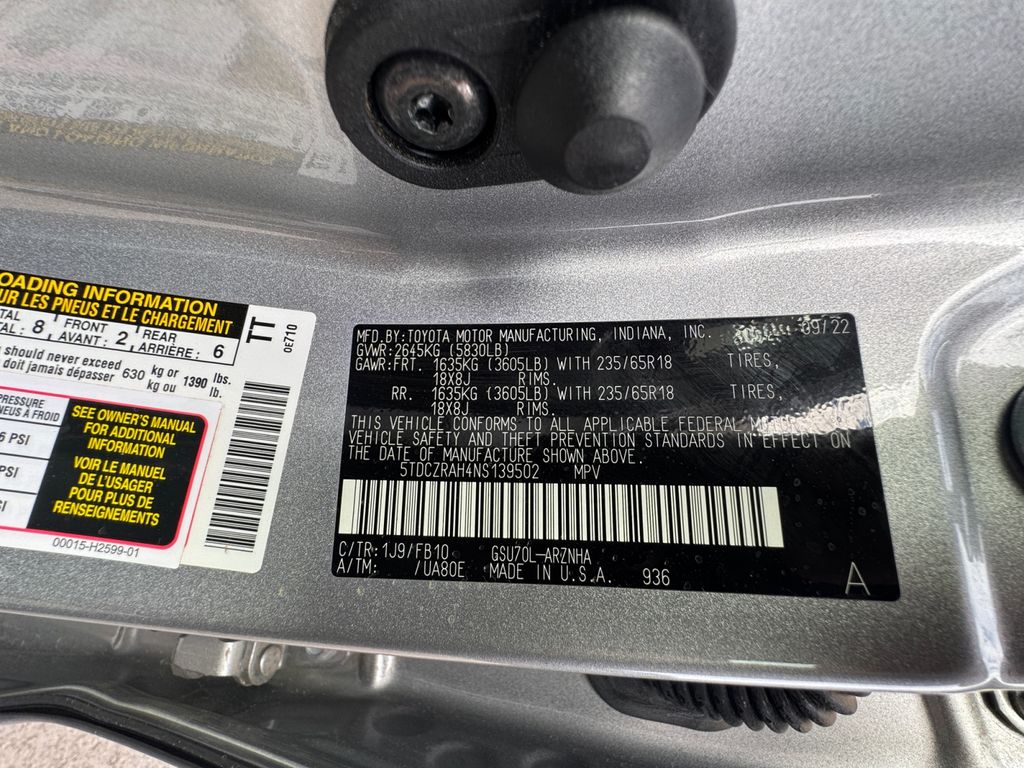 OADING INFORMATION
UR LES PNEUS ET LE CHARGEMENT
TAL : 8 FRONT AVANT : 2 REAR ARRIÈRE : 6
should never exceed 630 kg or 1390 lbs.
doit jamais dépasser kg ou lb.
TT
0E710
PRESSURE
NEUS À FROID
6 PSI
PSI
SI
SEE OWNER'S MANUAL
FOR ADDITIONAL
INFORMATION
VOIR LE MANUEL
DE L'USAGER
POUR PLUS DE
RENSEIGNEMENTS
00015-H2599-01
MFD.BY:TOYOTA MOTOR MANUFACTURING, INDIANA, INC. 09/22
GVWR:2645KG (5830LB)
GAWR:FRT. 1635KG (3605LB) WITH 235/65R18 TIRES,
18X8J RIMS.
RR. 1635KG (3605LB) WITH 235/65R18 TIRES,
18X8J RIMS.
THIS VEHICLE CONFORMS TO ALL APPLICABLE FEDERAL MOTOR
VEHICLE SAFETY AND THEFT PREVENTION STANDARDS IN EFFECT ON
THE DATE OF MANUFACTURE SHOWN ABOVE.
5TDCZRAH4NS139502 MPV
C/TR:1J9/FB10 GSU70L-ARZNHA
A/TM: /UA80E MADE IN U.S.A. 936
A